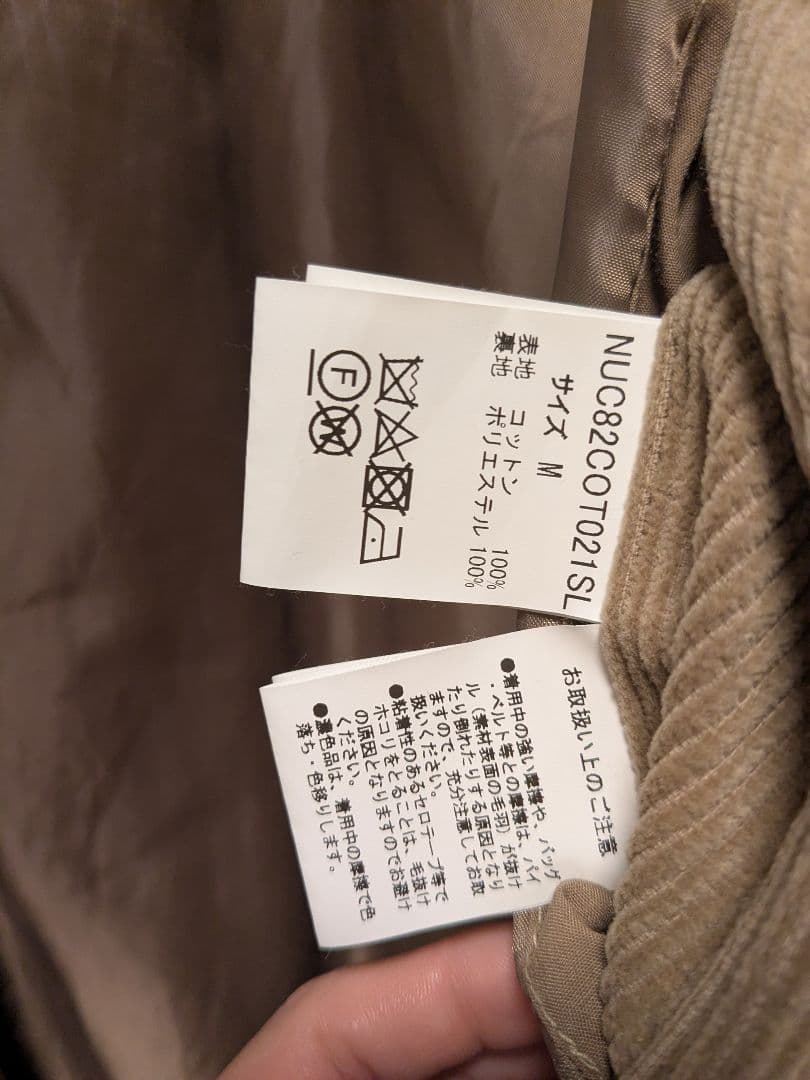 NUC82COT021SL
サイズ M
表地 コットン 100%
裏地 ポリエステル 100%
F
W
お取扱い上のご注意
●着用中の強い摩擦や、バッグ
・ベルト等との摩擦は、パイ
ル（素材表面の毛羽）が抜け
たり倒れたりする原因となり
ますので、充分注意してお取
扱いください。
●粘着性のあるセロテープ等で
ホコリをとることは、毛抜け
の原因となりますのでお避け
ください。
●濃色品は、着用中の摩擦で色
落ち・色移りします。